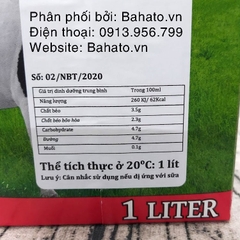 Phân phối bởi: Bahato.vn
Điện thoại: 0913.956.799
Website: Bahato.vn
Số: 02/NBT/2020
Giá trị dinh dưỡng trung bình Trong 100ml
Năng lượng 260 KJ/ 62Kcal
Chất béo 3.5g
Chất béo bão hòa 2.3g
Carbohydrate 4.7g
Đường 4.7g
Muối 0.1g
Thể tích thực ở 20°C: 1 lít
Lưu ý: Cân nhắc sử dụng nếu dị ứng với sữa
1 LITER